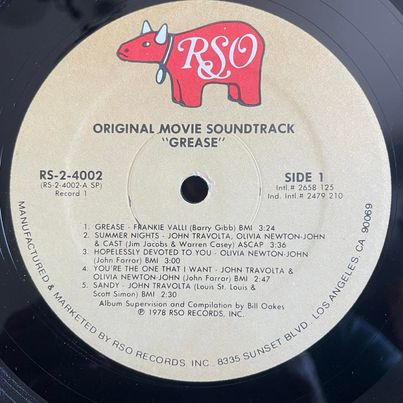 RSO
ORIGINAL MOVIE SOUNDTRACK
"GREASE"
RS-2-4002
(RS-2-4002-A SP)
Record 1
SIDE 1
Intl.# 2658 125
Ind.# 2479 210
1. GREASE - FRANKIE VALLI (Barry Gibb) BMI 3:24
2. SUMMER NIGHTS - JOHN TRAVOLTA, OLIVIA NEWTON-JOHN
& CAST (Jim Jacobs & Warren Casey) ASCAP 3:36
3. HOPELESSLY DEVOTED TO YOU - OLIVIA NEWTON-JOHN
(John Farrar) BMI 3:00
4. YOU'RE THE ONE THAT I WANT - JOHN TRAVOLTA &
OLIVIA NEWTON-JOHN (John Farrar) BMI 2:47
5. SANDY - JOHN TRAVOLTA (Louis St. Louis &
Scott Simon) BMI 2:30
Album Supervision and Compilation by Bill Oakes
℗ 1978 RSO RECORDS, INC.
MANUFACTURED & MARKETED BY RSO RECORDS, INC., 8335 SUNSET BLVD., LOS ANGELES, CA. 90069